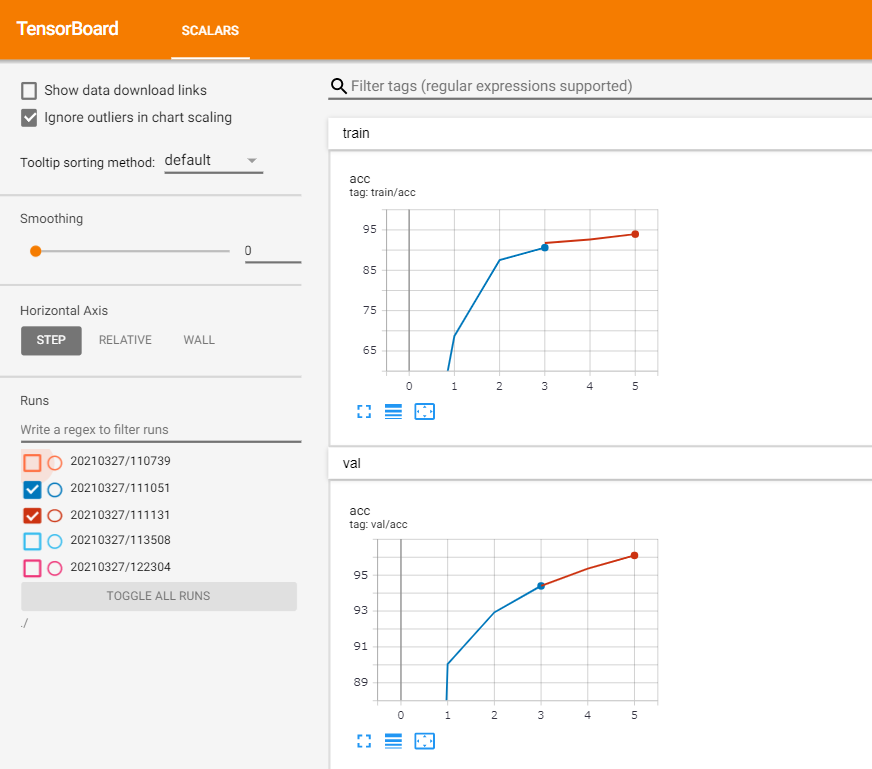 TensorBoard SCALARS
Show data download links
Ignore outliers in chart scaling
Tooltip sorting method: default
Smoothing
0
Horizontal Axis
STEP RELATIVE WALL
Runs
Write a regex to filter runs
20210327/110739
20210327/111051
20210327/111131
20210327/113508
20210327/122304
TOGGLE ALL RUNS
./
Filter tags (regular expressions supported)
train
acc
tag: train/acc
95
85
75
65
0 1 2 3 4 5
val
acc
tag: val/acc
95
93
91
89
0 1 2 3 4 5